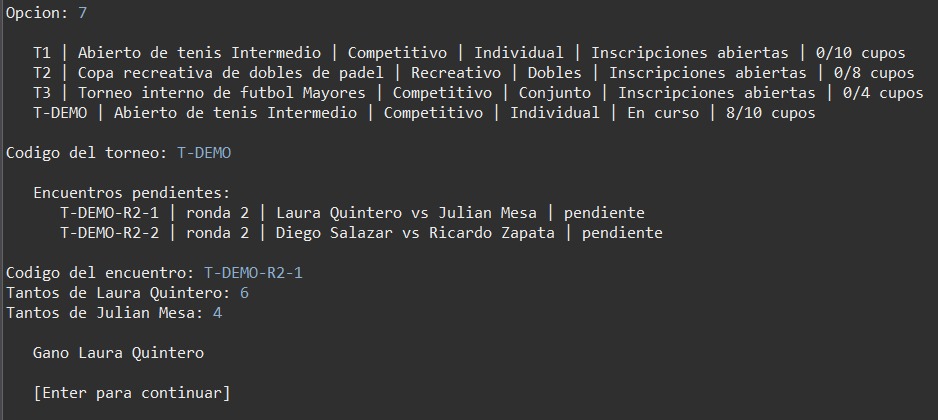 Opcion: 7
T1 | Abierto de tenis Intermedio | Competitivo | Individual | Inscripciones abiertas | 0/10 cupos
T2 | Copa recreativa de dobles de padel | Recreativo | Dobles | Inscripciones abiertas | 0/8 cupos
T3 | Torneo interno de futbol Mayores | Competitivo | Conjunto | Inscripciones abiertas | 0/4 cupos
T-DEMO | Abierto de tenis Intermedio | Competitivo | Individual | En curso | 8/10 cupos
Codigo del torneo: T-DEMO
Encuentros pendientes:
T-DEMO-R2-1 | ronda 2 | Laura Quintero vs Julian Mesa | pendiente
T-DEMO-R2-2 | ronda 2 | Diego Salazar vs Ricardo Zapata | pendiente
Codigo del encuentro: T-DEMO-R2-1
Tantos de Laura Quintero: 6
Tantos de Julian Mesa: 4
Gano Laura Quintero
[Enter para continuar]